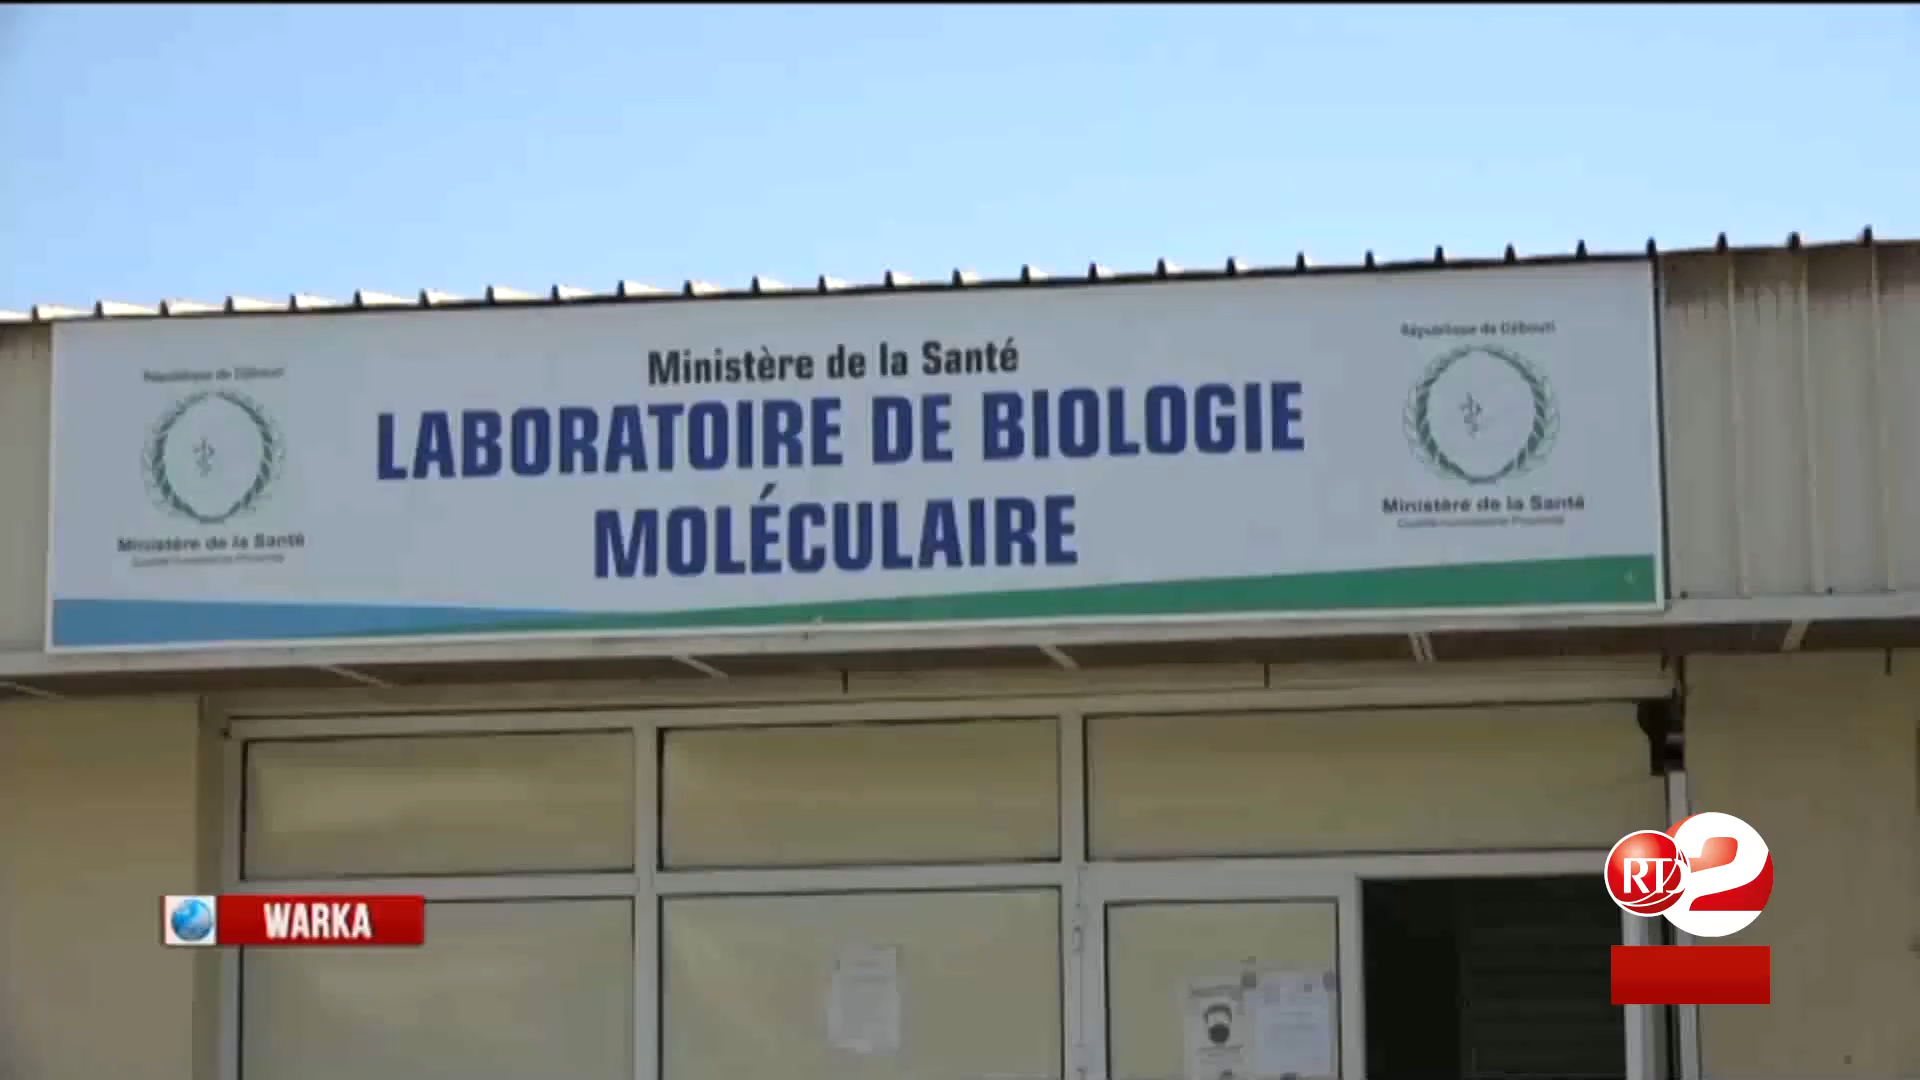 Ministère de la Santé
LABORATOIRE DE BIOLOGIE
MOLÉCULAIRE
République de Djibouti
Ministère de la Santé
République de Djibouti
Ministère de la Santé
WARKA
RT
2